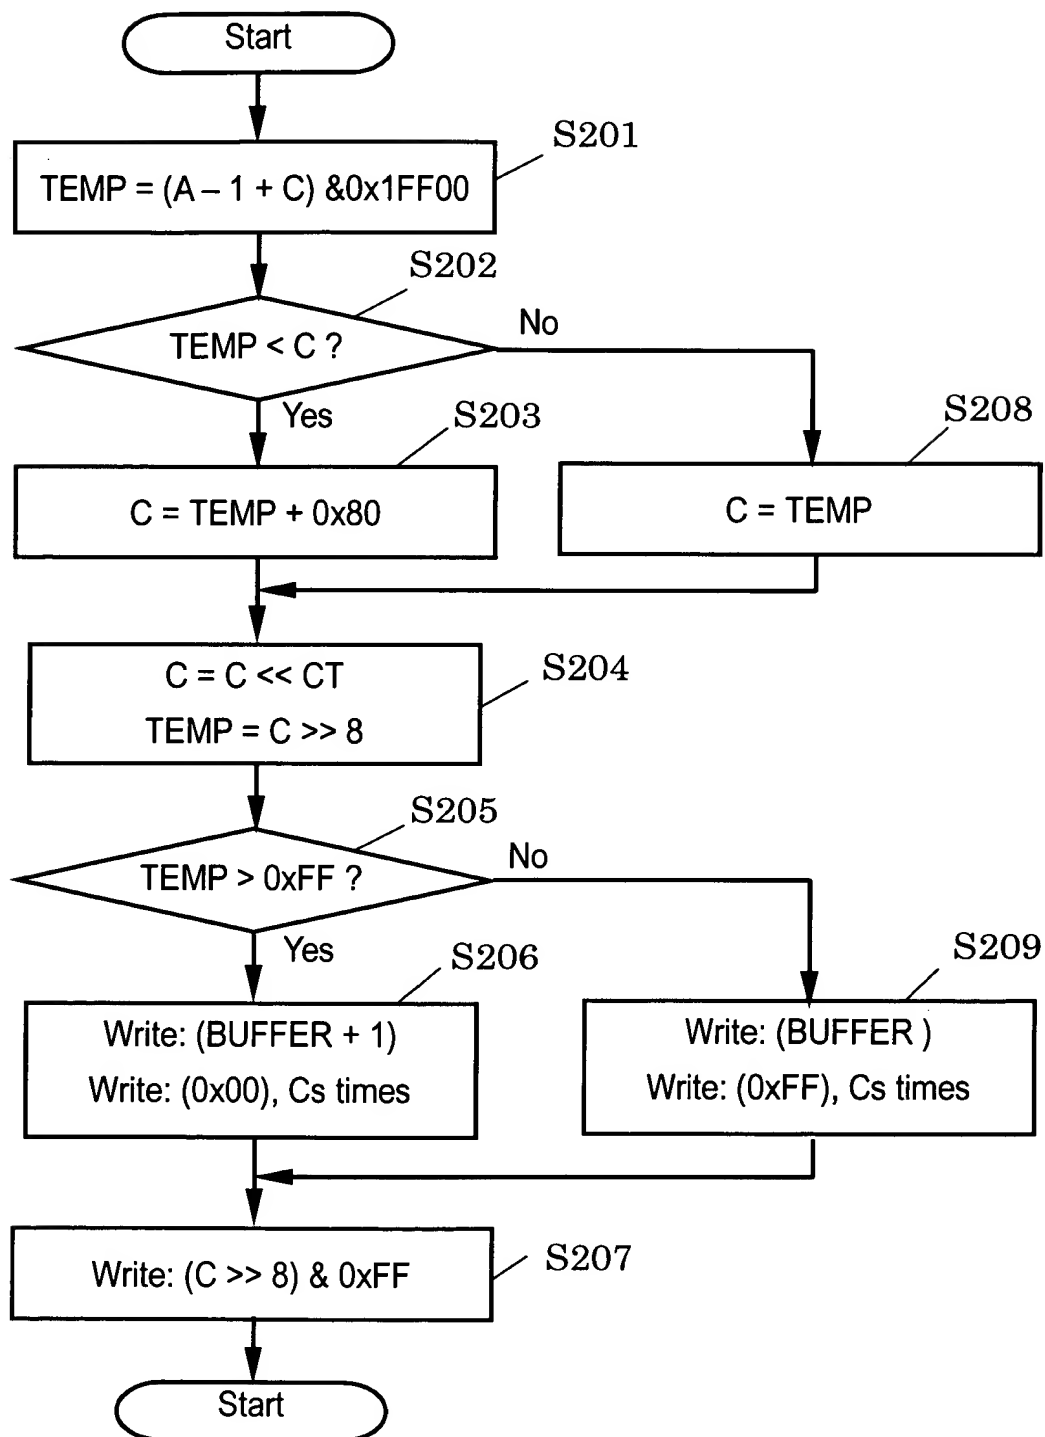 Start
S201
TEMP = (A – 1 + C) &0x1FF00
S202
TEMP < C ?
No
Yes
S203
S208
C = TEMP + 0x80
C = TEMP
C = C << CT
TEMP = C >> 8
S204
S205
TEMP > 0xFF ?
No
Yes
S206
S209
Write: (BUFFER + 1)
Write: (0x00), Cs times
Write: (BUFFER )
Write: (0xFF), Cs times
Write: (C >> 8) & 0xFF
S207
Start